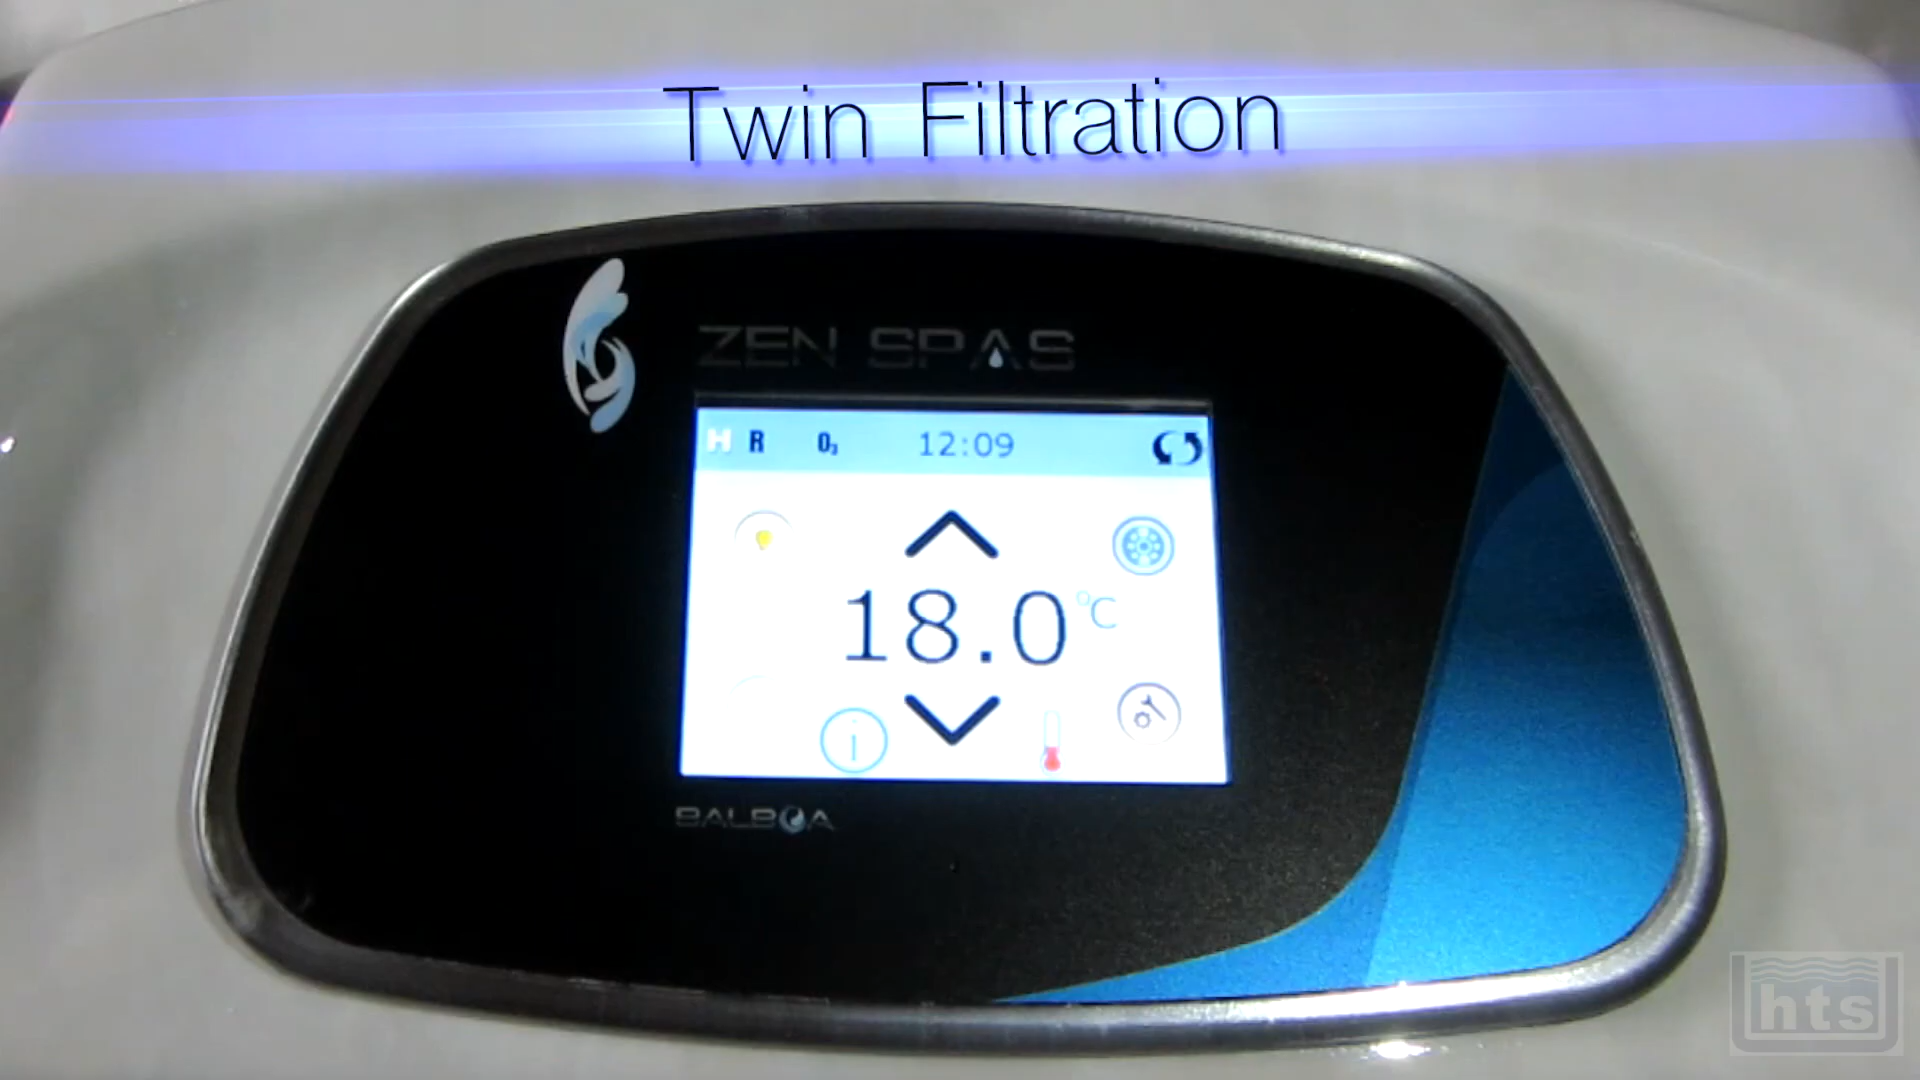 Twin Filtration
ZEN SPAS
H R O₃ 12:09
18.0 °C
i
BALBOA
hts